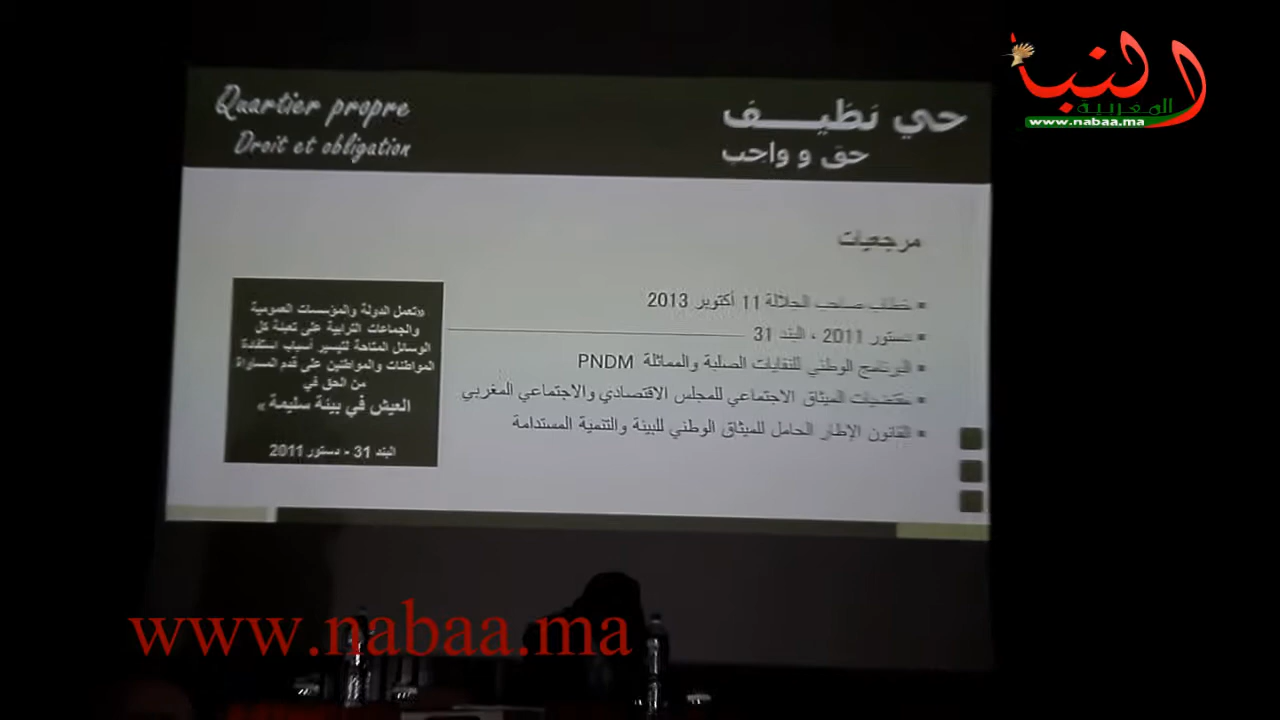 النبأ
المغربية
www.nabaa.ma
حي نظيف
حق و واجب
Quartier propre
Droit et obligation
مرجعيات
خطاب صاحب الجلالة 11 أكتوبر 2013
دستور 2011 ، البند 31
البرنامج الوطني للنفايات الصلبة والمماثلة PNDM
مقتضيات الميثاق الاجتماعي للمجلس الاقتصادي والاجتماعي المغربي
القانون الإطار الحامل للميثاق الوطني للبيئة والتنمية المستدامة
«تعمل الدولة والمؤسسات العمومية
والجماعات الترابية على تعبئة كل
الوسائل المتاحة لتيسير أسباب استفادة
المواطنات والمواطنين على قدم المساواة
من الحق في
العيش في بيئة سليمة»
البند 31 - دستور 2011
www.nabaa.ma